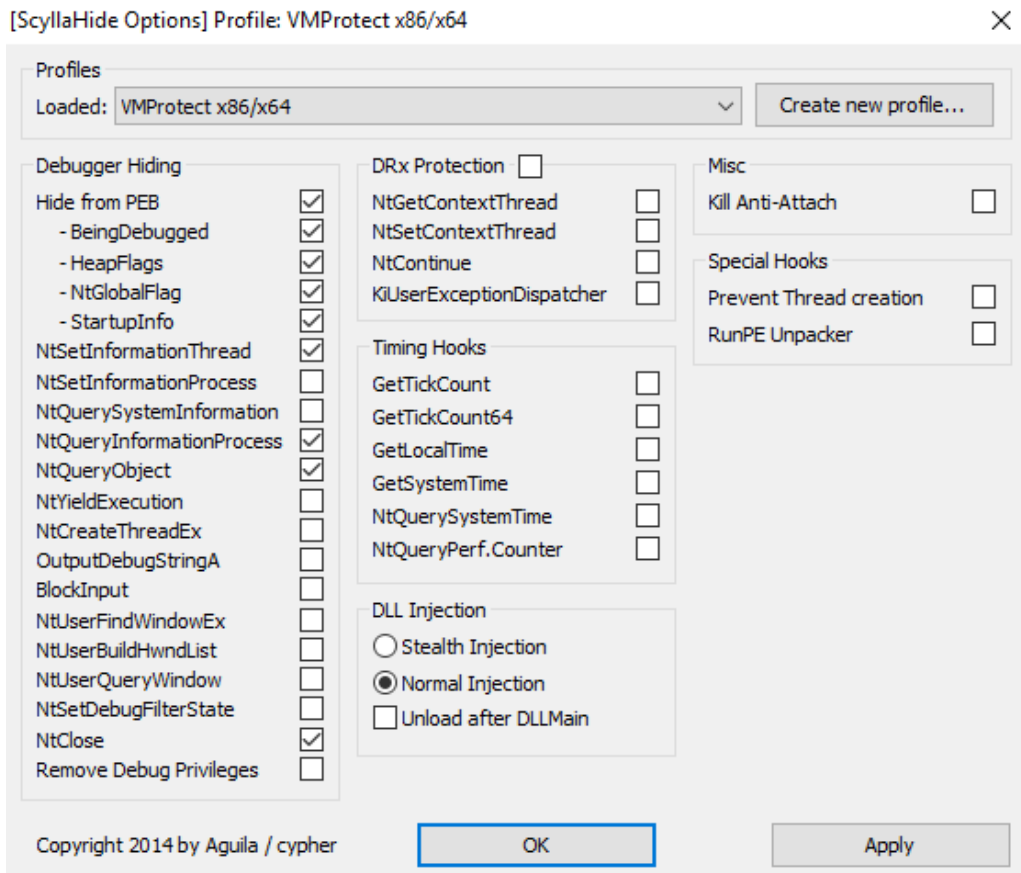 [ScyllaHide Options] Profile: VMProtect x86/x64
Profiles
Loaded: VMProtect x86/x64
Create new profile...
Debugger Hiding
Hide from PEB
- BeingDebugged
- HeapFlags
- NtGlobalFlag
- StartupInfo
NtSetInformationThread
NtSetInformationProcess
NtQuerySystemInformation
NtQueryInformationProcess
NtQueryObject
NtYieldExecution
NtCreateThreadEx
OutputDebugStringA
BlockInput
NtUserFindWindowEx
NtUserBuildHwndList
NtUserQueryWindow
NtSetDebugFilterState
NtClose
Remove Debug Privileges
DRx Protection
NtGetContextThread
NtSetContextThread
NtContinue
KiUserExceptionDispatcher
Timing Hooks
GetTickCount
GetTickCount64
GetLocalTime
GetSystemTime
NtQuerySystemTime
NtQueryPerf.Counter
DLL Injection
Stealth Injection
Normal Injection
Unload after DLLMain
Misc
Kill Anti-Attach
Special Hooks
Prevent Thread creation
RunPE Unpacker
Copyright 2014 by Aguila / cypher
OK
Apply